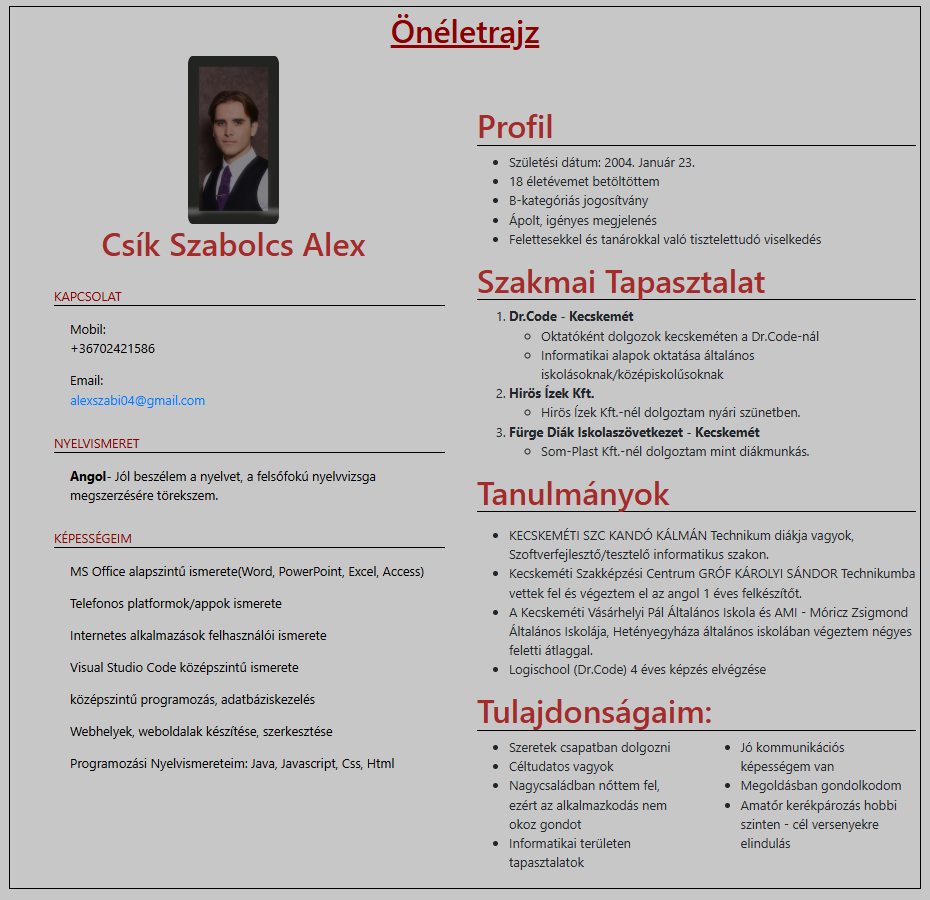 Önéletrajz
Csík Szabolcs Alex
KAPCSOLAT
Mobil:
+36702421586
Email:
alexszabi04@gmail.com
NYELVISMERET
Angol- Jól beszélem a nyelvet, a felsőfokú nyelvvizsga
megszerzésére törekszem.
KÉPESSÉGEIM
MS Office alapszintű ismerete(Word, PowerPoint, Excel, Access)
Telefonos platformok/appok ismerete
Internetes alkalmazások felhasználói ismerete
Visual Studio Code középszintű ismerete
középszintű programozás, adatbáziskezelés
Webhelyek, weboldalak készítése, szerkesztése
Programozási Nyelvismereteim: Java, Javascript, Css, Html
Profil
• Születési dátum: 2004. Január 23.
• 18 életévemet betöltöttem
• B-kategóriás jogosítvány
• Ápolt, igényes megjelenés
• Felettesekkel és tanárokkal való tisztelettudó viselkedés
Szakmai Tapasztalat
1. Dr.Code - Kecskemét
○ Oktatóként dolgozok kecskeméten a Dr.Code-nál
○ Informatikai alapok oktatása általános
iskolásoknak/középiskolűsoknak
2. Hirös Ízek Kft.
○ Hirös Ízek Kft.-nél dolgoztam nyári szünetben.
3. Fürge Diák Iskolaszövetkezet - Kecskemét
○ Som-Plast Kft.-nél dolgoztam mint diákmunkás.
Tanulmányok
• KECSKEMÉTI SZC KANDÓ KÁLMÁN Technikum diákja vagyok,
Szoftverfejlesztő/tesztelő informatikus szakon.
• Kecskeméti Szakképzési Centrum GRÓF KÁROLYI SÁNDOR Technikumba
vettek fel és végeztem el az angol 1 éves felkészítőt.
• A Kecskeméti Vásárhelyi Pál Általános Iskola és AMI - Móricz Zsigmond
Általános Iskolája, Hetényegyháza általános iskolában végeztem négyes
feletti átlaggal.
• Logischool (Dr.Code) 4 éves képzés elvégzése
Tulajdonságaim:
• Szeretek csapatban dolgozni
• Céltudatos vagyok
• Nagycsaládban nőttem fel,
ezért az alkalmazkodás nem
okoz gondot
• Informatikai területen
tapasztalatok
• Jó kommunikációs
képességem van
• Megoldásban gondolkodom
• Amatőr kerékpározás hobbi
szinten - cél versenyekre
elindulás